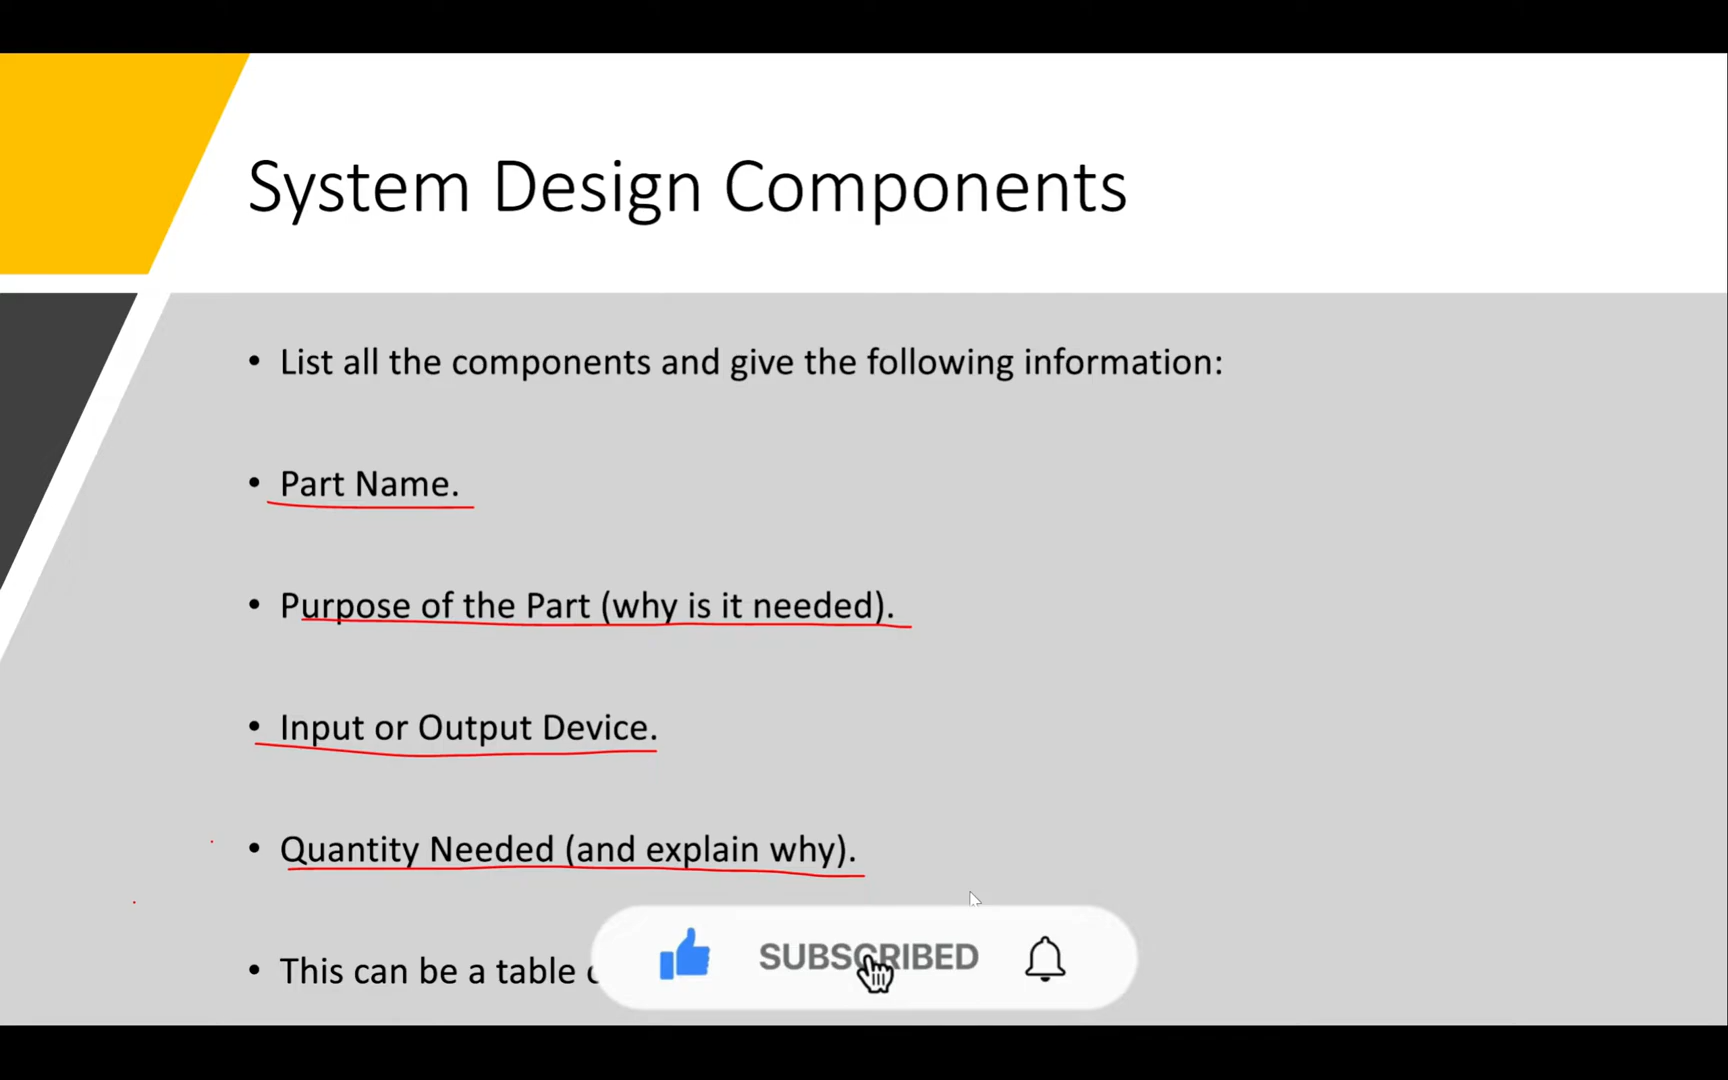 System Design Components
• List all the components and give the following information:
• Part Name.
• Purpose of the Part (why is it needed).
• Input or Output Device.
• Quantity Needed (and explain why).
• This can be a table
SUBSCRIBED